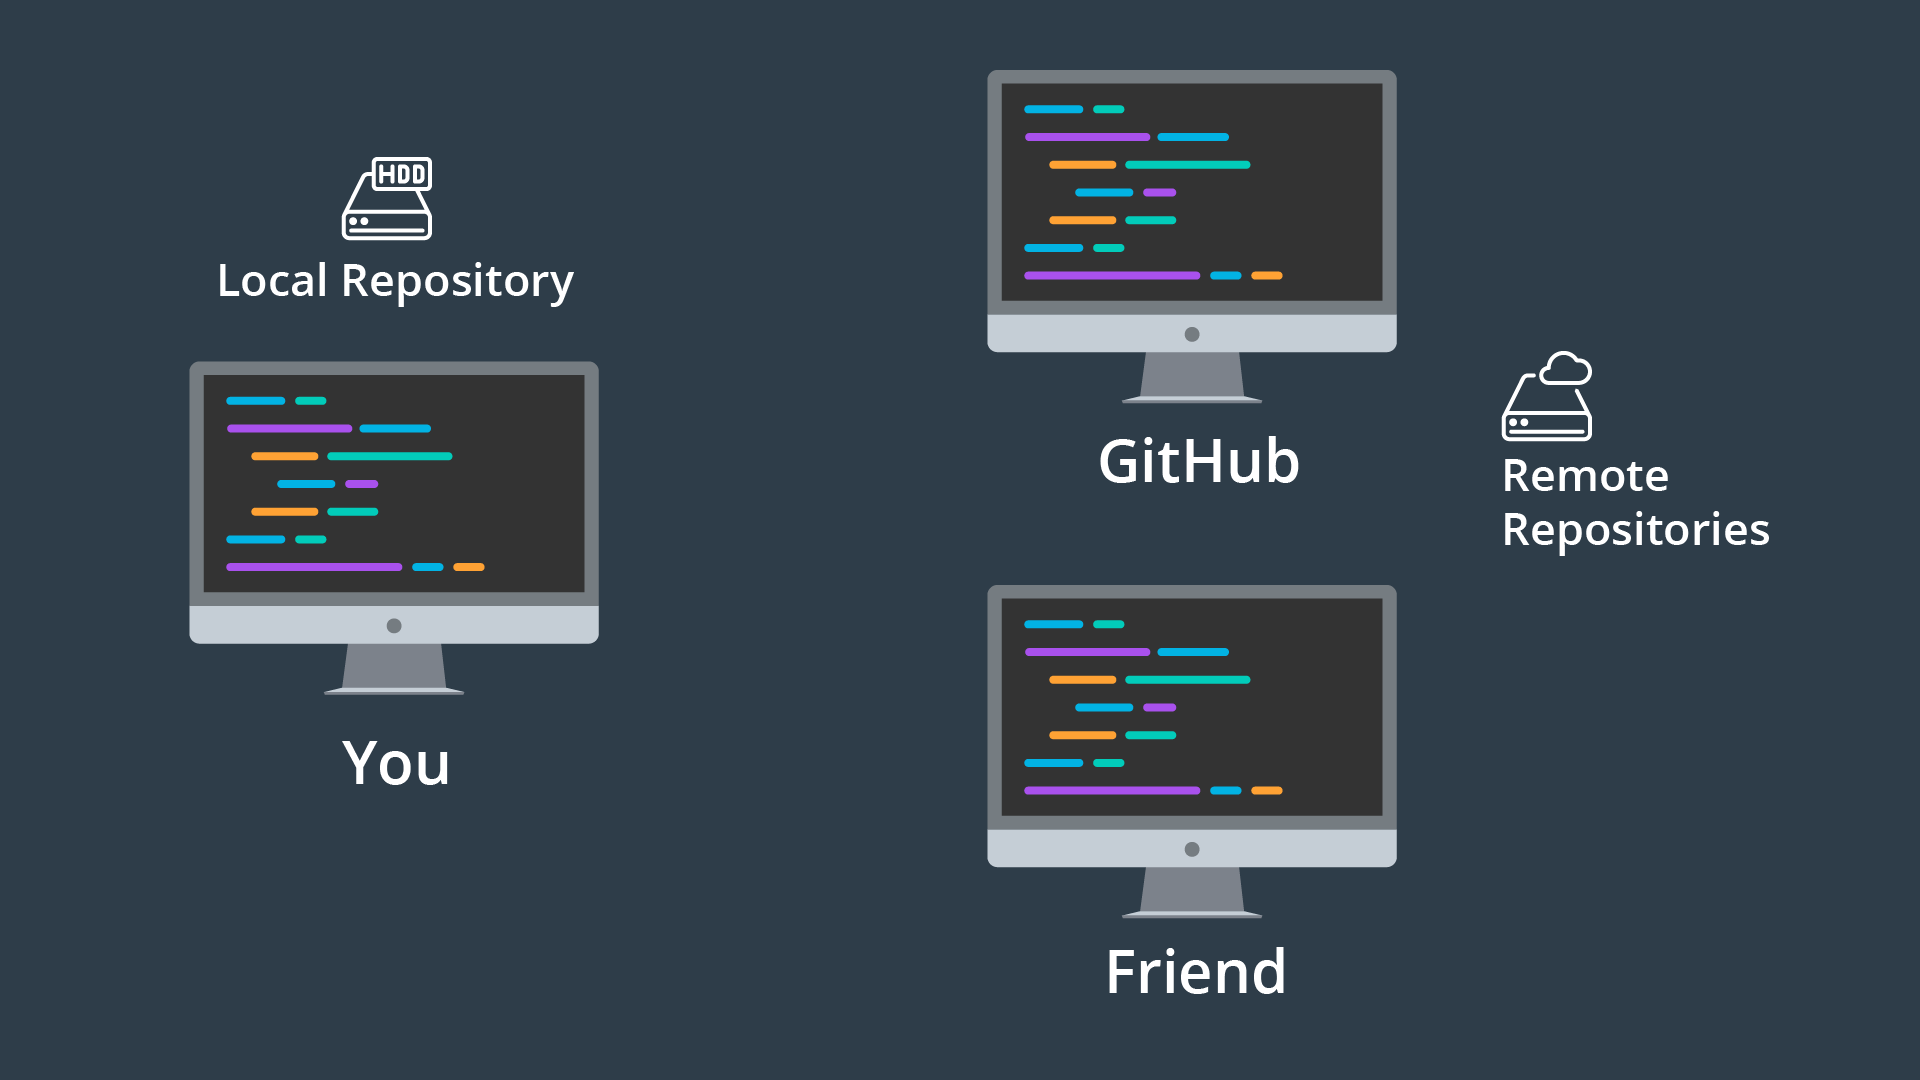 HDD
Local Repository
You
GitHub
Remote
Repositories
Friend